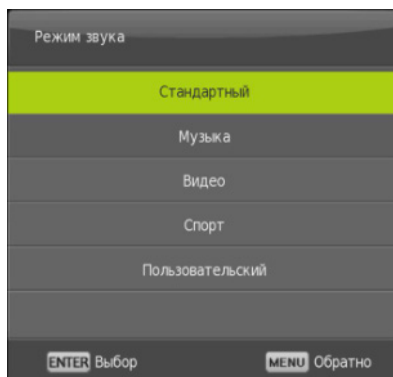 Режим звука
Стандартный
Музыка
Видео
Спорт
Пользовательский
ENTER Выбор MENU Обратно